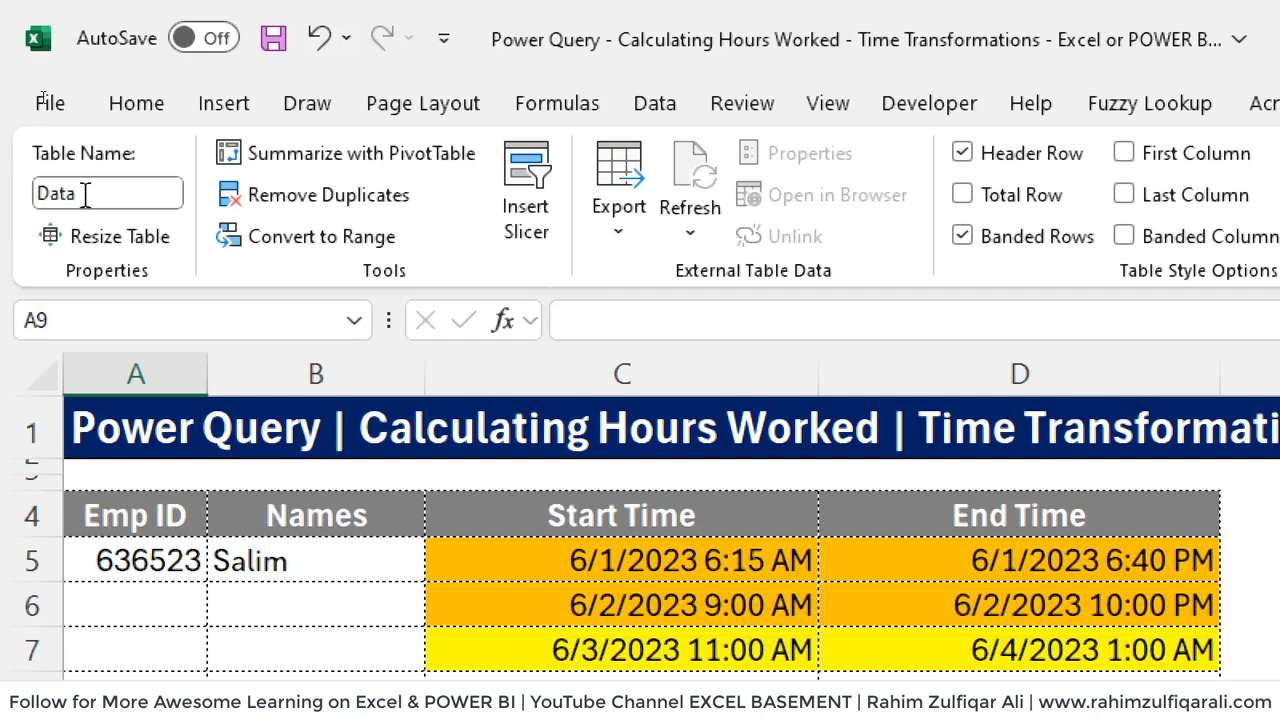 AutoSave Off Power Query - Calculating Hours Worked - Time Transformations - Excel or POWER B...
File Home Insert Draw Page Layout Formulas Data Review View Developer Help Fuzzy Lookup Acr
Table Name: Summarize with PivotTable Properties Header Row First Column
Data Remove Duplicates Insert Slicer Export Refresh Open in Browser Total Row Last Column
Resize Table Convert to Range Unlink Banded Rows Banded Column
Properties Tools External Table Data Table Style Options
A9 fx
A B C D
1 Power Query | Calculating Hours Worked | Time Transformati
4 Emp ID Names Start Time End Time
5 636523 Salim 6/1/2023 6:15 AM 6/1/2023 6:40 PM
6 6/2/2023 9:00 AM 6/2/2023 10:00 PM
7 6/3/2023 11:00 AM 6/4/2023 1:00 AM
Follow for More Awesome Learning on Excel & POWER BI | YouTube Channel EXCEL BASEMENT | Rahim Zulfiqar Ali | www.rahimzulfiqarali.com